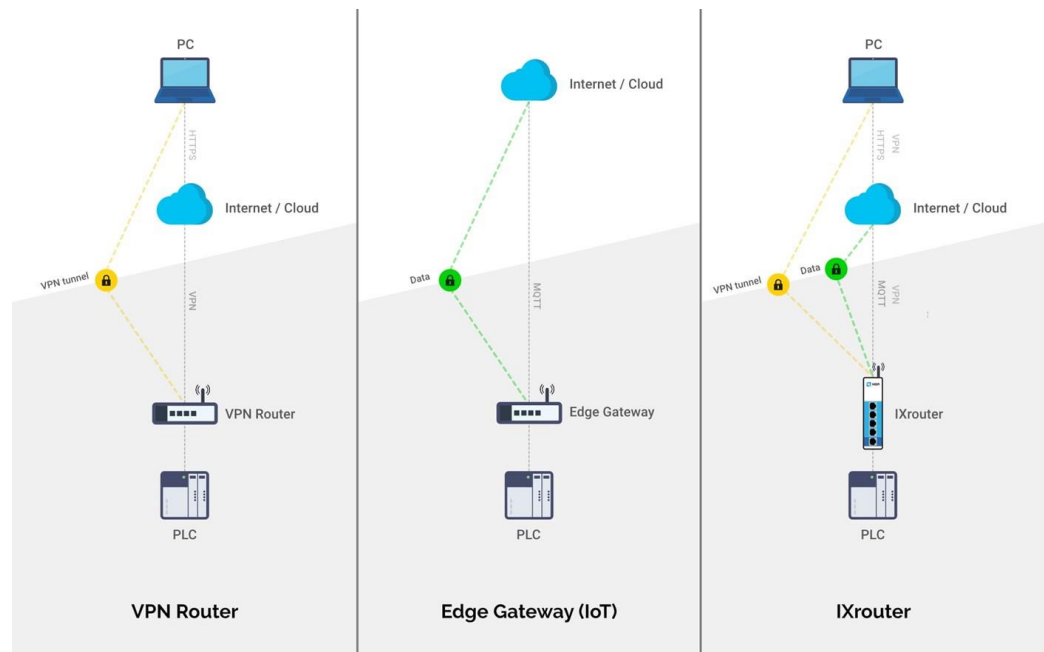 PC
HTTPS
Internet / Cloud
VPN tunnel
VPN
VPN Router
PLC
VPN Router
Internet / Cloud
Data
MQTT
Edge Gateway
PLC
Edge Gateway (IoT)
PC
VPN
HTTPS
Internet / Cloud
VPN tunnel
Data
VPN
MQTT
IXrouter
PLC
IXrouter